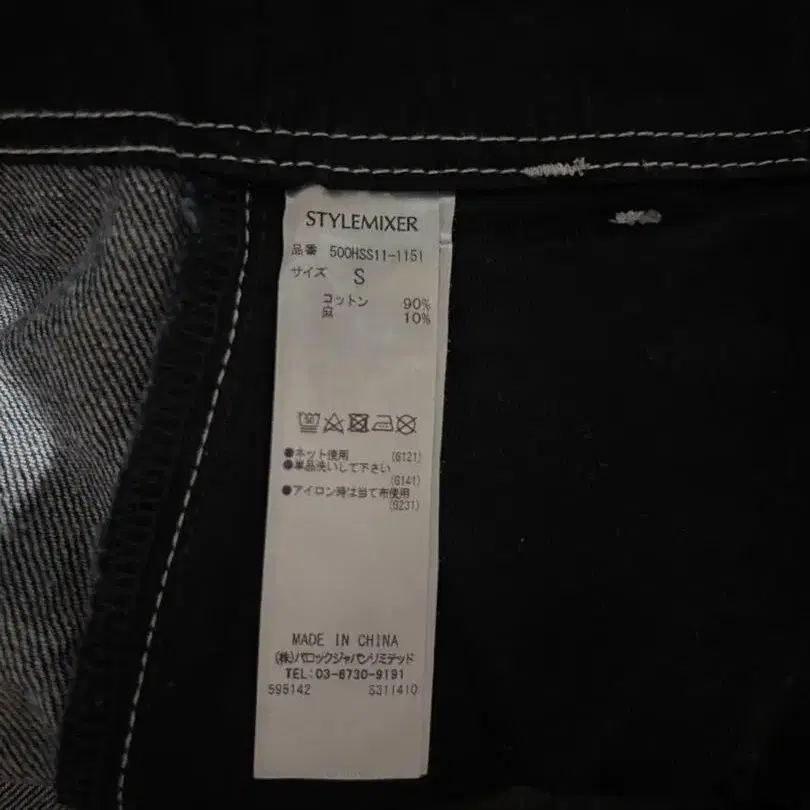 STYLEMIXER
品番 500HSS11-1151
サイズ S
コットン 90%
麻 10%
●ネット使用 (6121)
●単品洗いして下さい
(6141)
●アイロン時は当て布使用
(6231)
MADE IN CHINA
(株)バロックジャパンリミテッド
TEL:03-6730-9191
595142 S311410